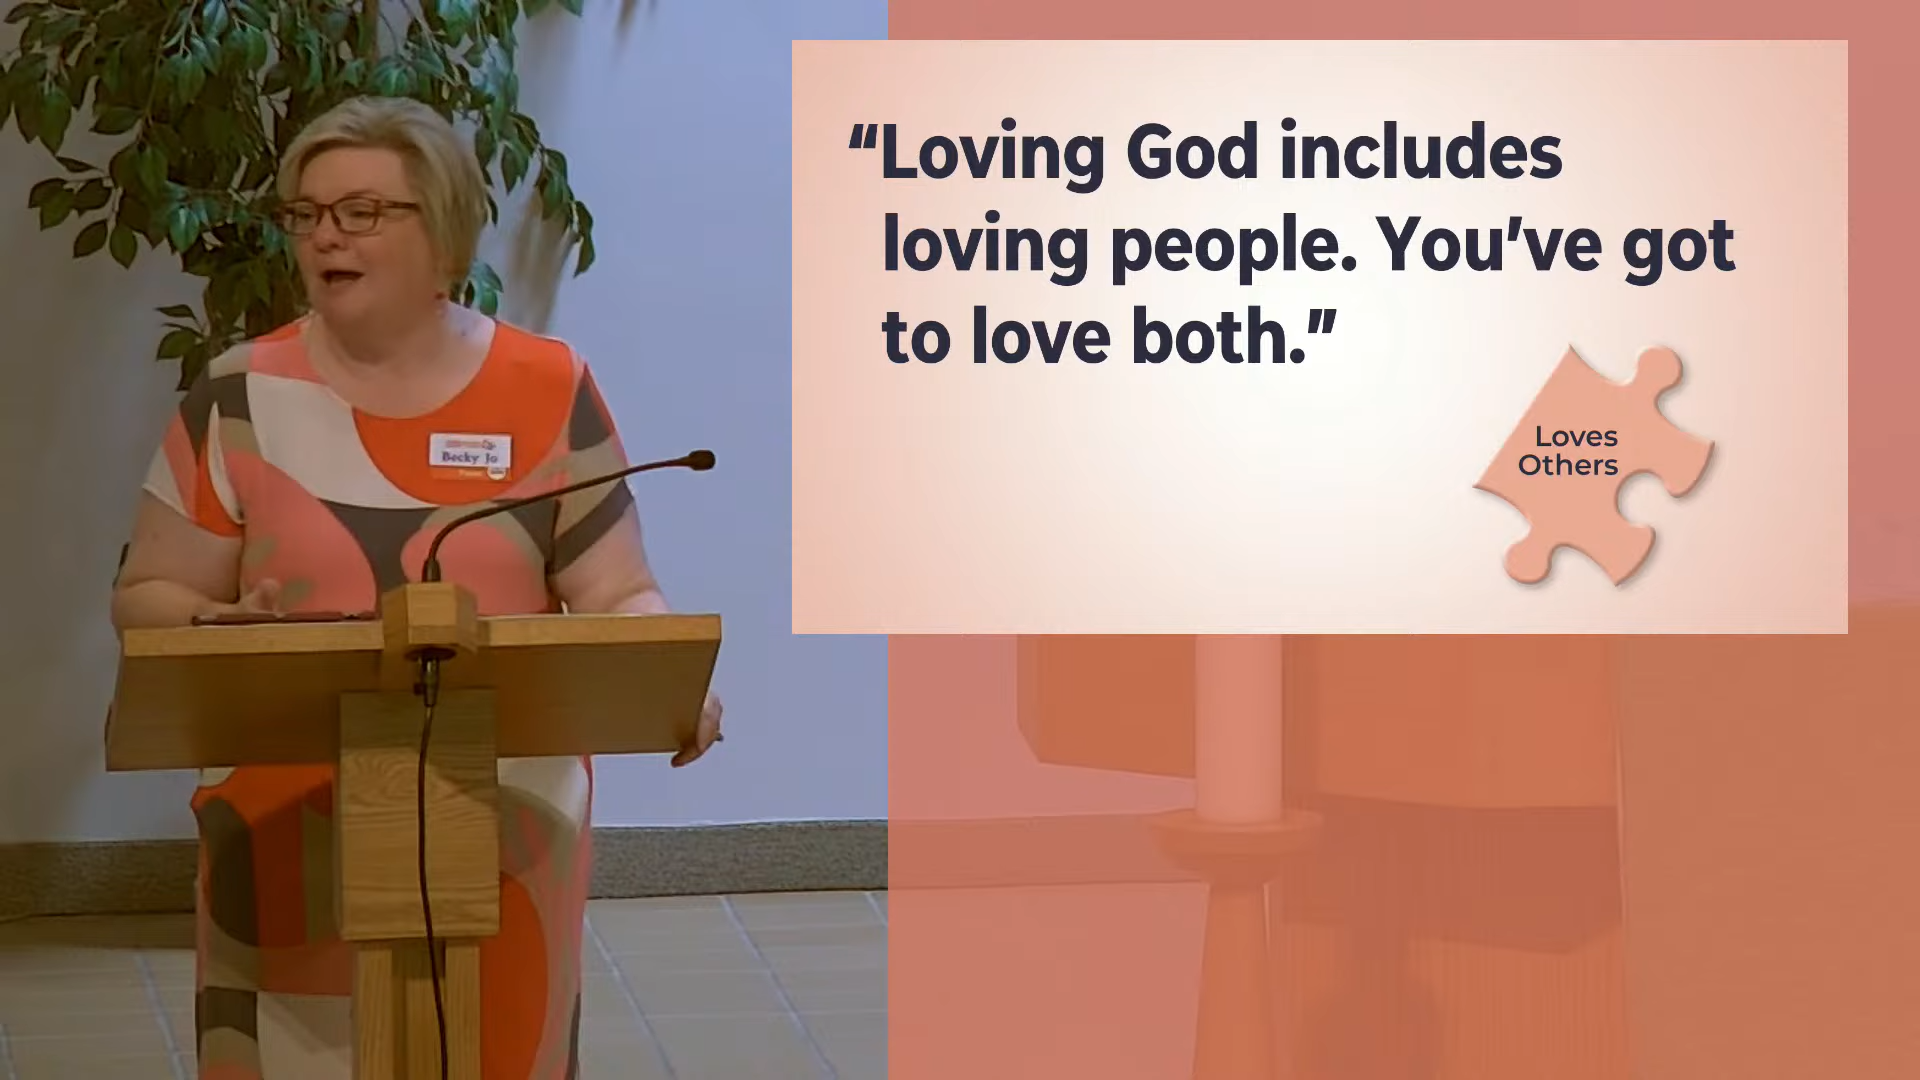 “Loving God includes
loving people. You’ve got
to love both.”
Loves
Others
Becky Jo